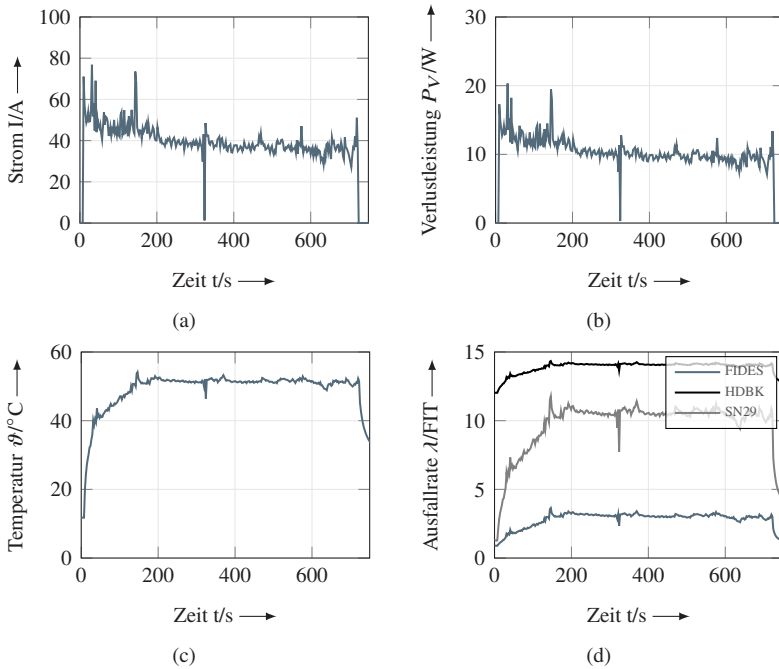 100
80
60
40
20
0
0 200 400 600
Strom I/A
Zeit t/s
(a)
30
20
10
0
0 200 400 600
Verlustleistung P_V/W
Zeit t/s
(b)
60
40
20
0
0 200 400 600
Temperatur ϑ/°C
Zeit t/s
(c)
15
10
5
0
0 200 400 600
Ausfallrate λ/FIT
Zeit t/s
FIDES
HDBK
SN29
(d)